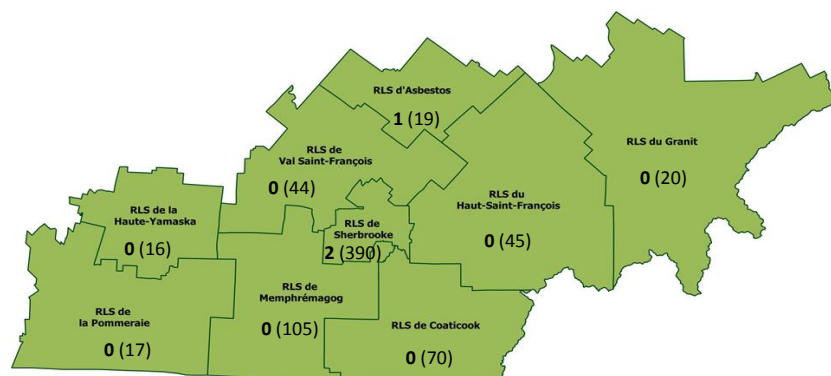 RLS d'Asbestos
1 (19)
RLS du Granit
0 (20)
RLS de
Val Saint-François
0 (44)
RLS du
Haut-Saint-François
0 (45)
RLS de la
Haute-Yamaska
0 (16)
RLS de
Sherbrooke
2 (390)
RLS de
Memphrémagog
0 (105)
RLS de
la Pommeraie
0 (17)
RLS de Coaticook
0 (70)